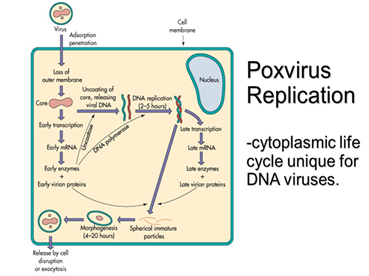 Virus
Adsorption
penetration
Cell
membrane
Loss of
outer membrane
Core
Early transcription
Early mRNA
Early enzymes
+
Early virion proteins
Uncoating of
core, releasing
viral DNA
Uncoatase
DNA polymerase
DNA replication
(2–5 hours)
Nucleus
Late transcription
Late mRNA
Late enzymes
+
Late virion proteins
Spherical immature
particles
Morphogenesis
(4–20 hours)
Release by cell
disruption
or exocytosis
Poxvirus
Replication
-cytoplasmic life
cycle unique for
DNA viruses.